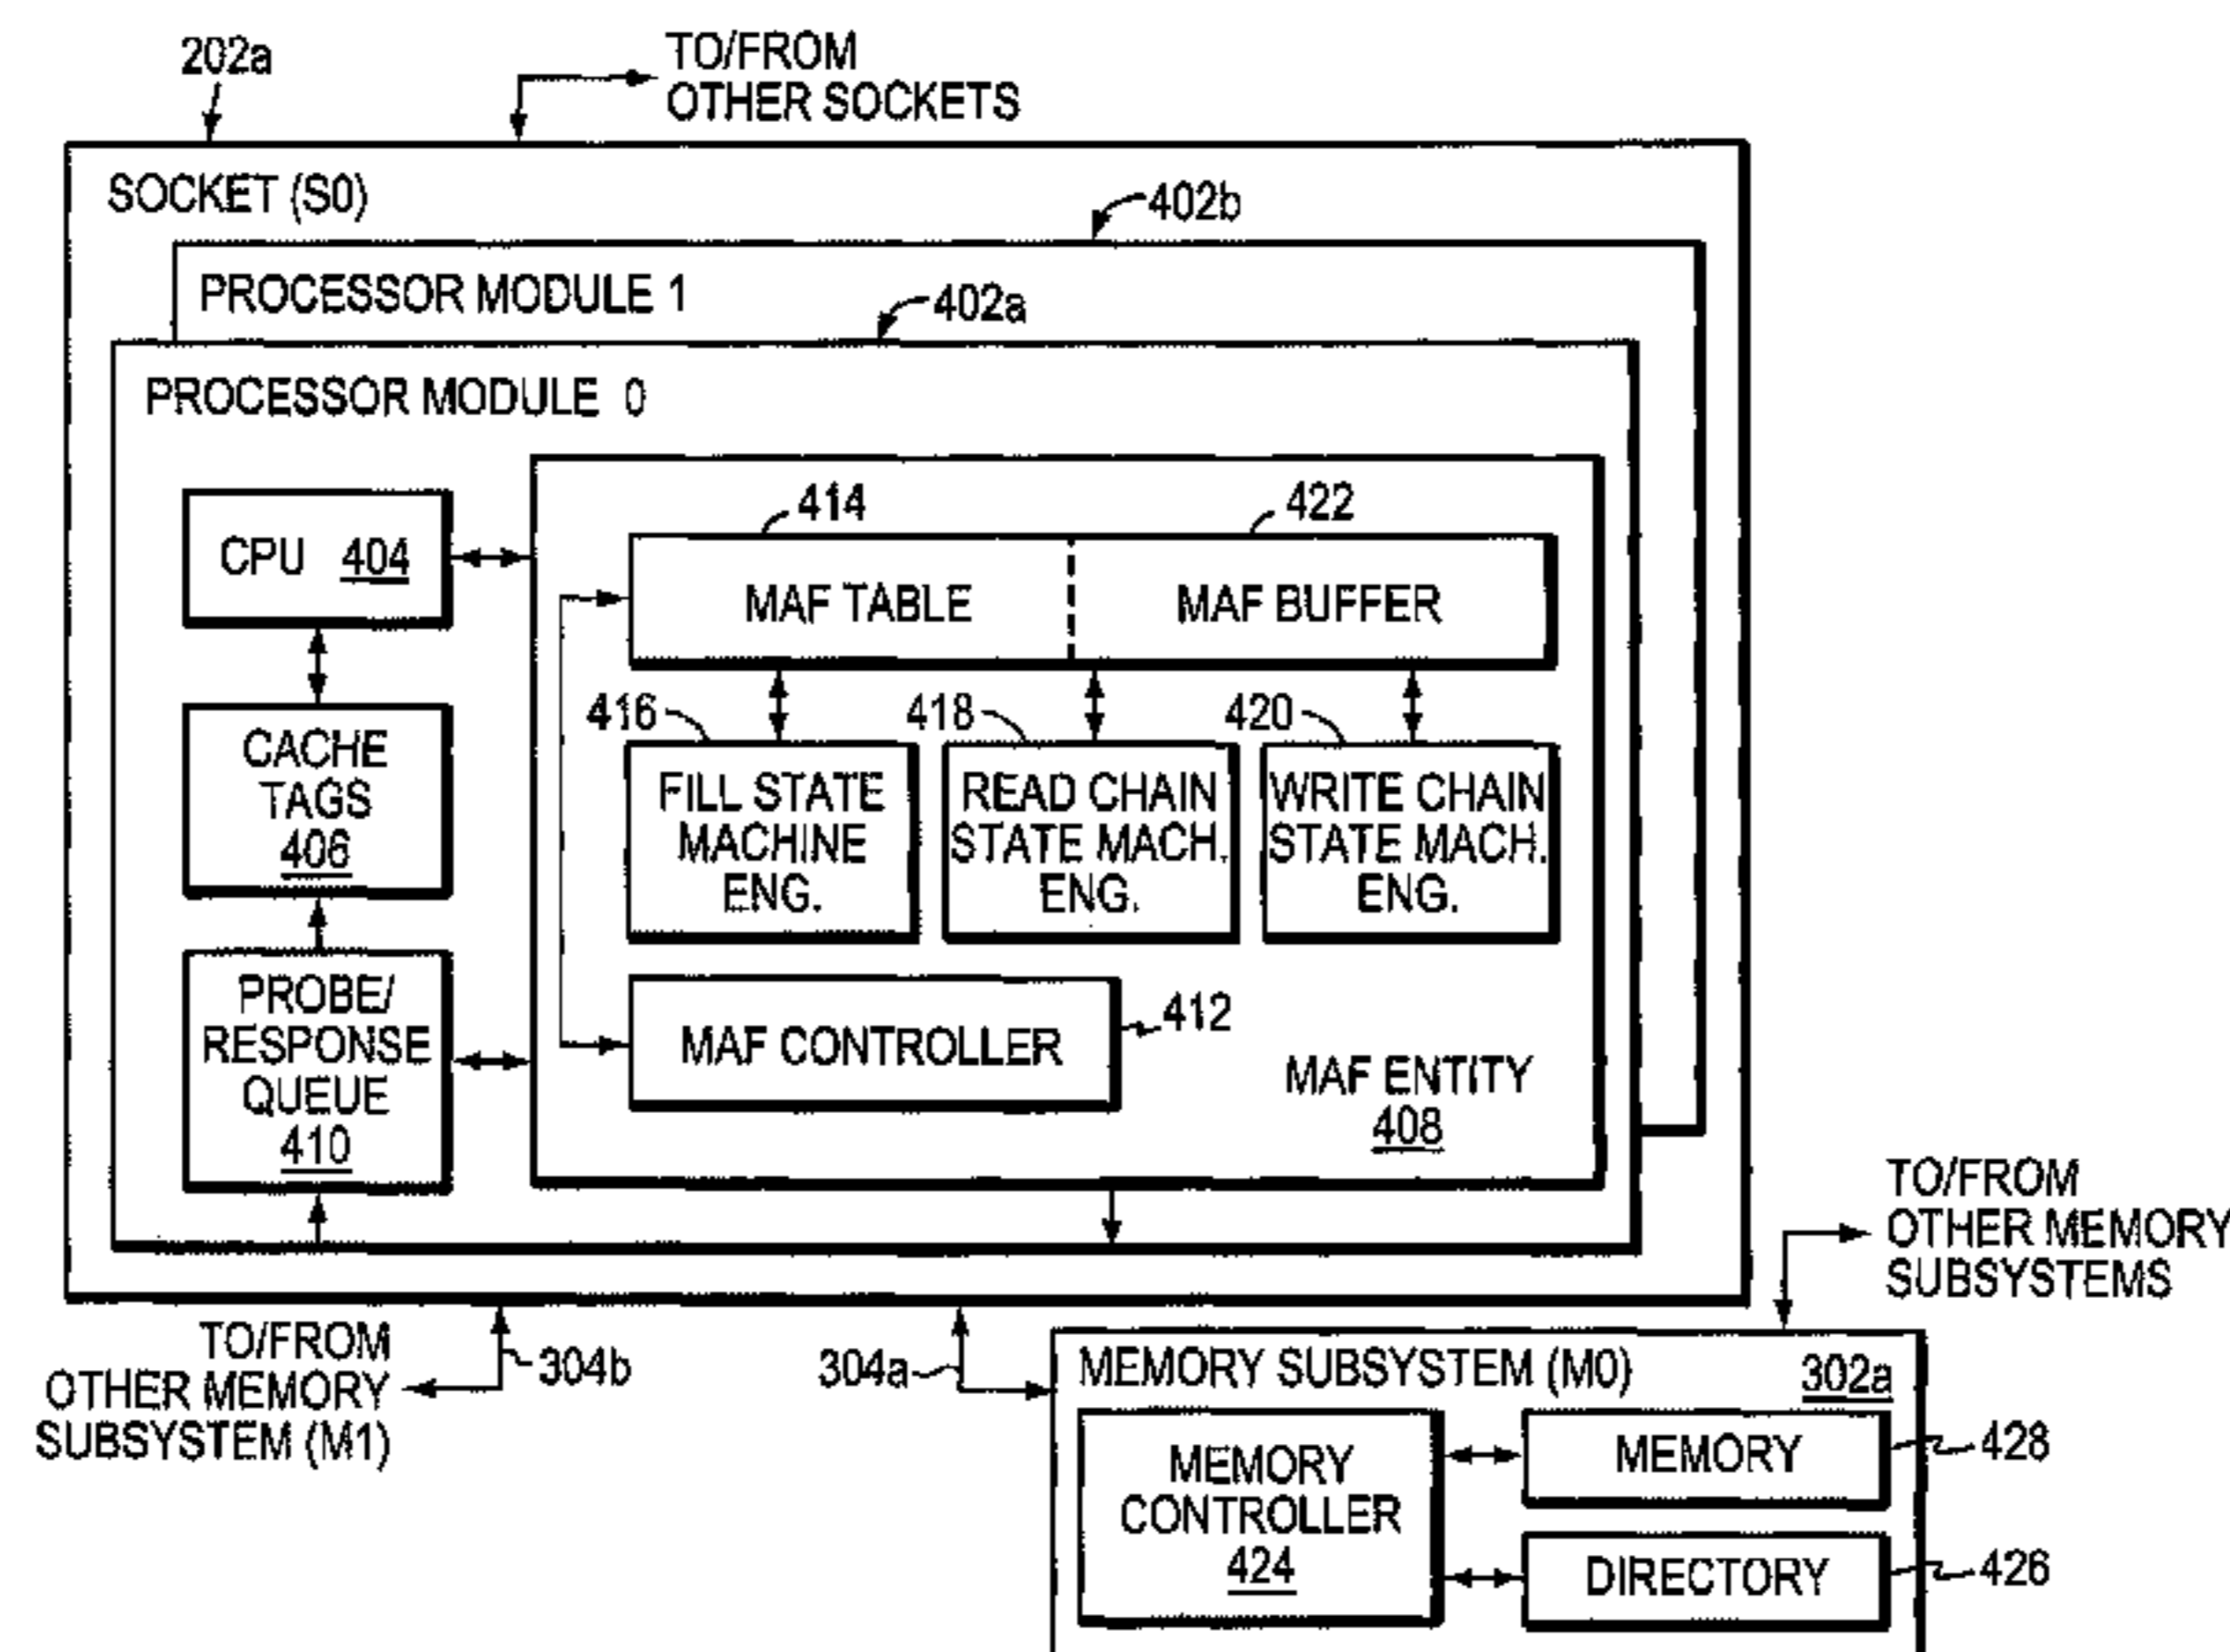 202a
TO/FROM
OTHER SOCKETS
SOCKET (S0)
402b
PROCESSOR MODULE 1
402a
PROCESSOR MODULE 0
414
422
CPU 404
MAF TABLE
MAF BUFFER
416
418
420
CACHE
TAGS
406
FILL STATE
MACHINE
ENG.
READ CHAIN
STATE MACH.
ENG.
WRITE CHAIN
STATE MACH.
ENG.
PROBE/
RESPONSE
QUEUE
410
MAF CONTROLLER
412
MAF ENTITY
408
TO/FROM
OTHER MEMORY
SUBSYSTEMS
TO/FROM
OTHER MEMORY
SUBSYSTEM (M1)
304b
304a
MEMORY SUBSYSTEM (M0)
302a
MEMORY
CONTROLLER
424
MEMORY
428
DIRECTORY
426